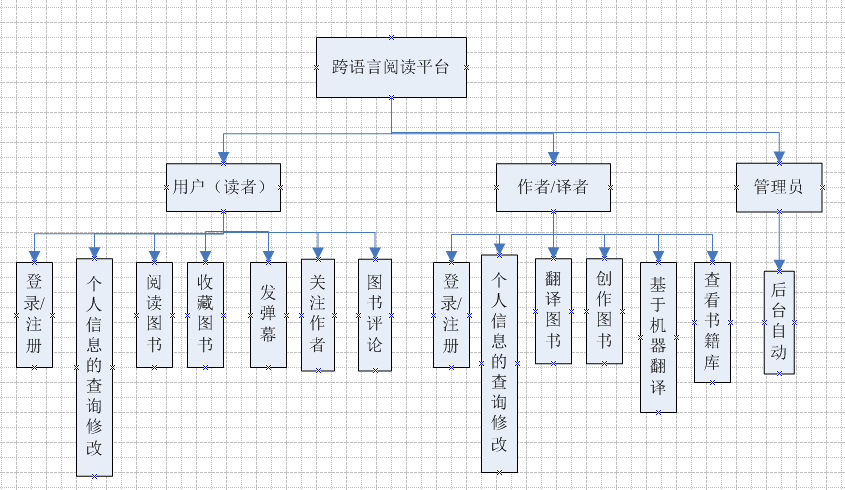 跨语言阅读平台
用户（读者）
作者/译者
管理员
登录/注册
个人信息的查询修改
阅读图书
收藏图书
发弹幕
关注作者
图书评论
登录/注册
个人信息的查询修改
翻译图书
创作图书
基于机器翻译
查看书籍库
后台自动